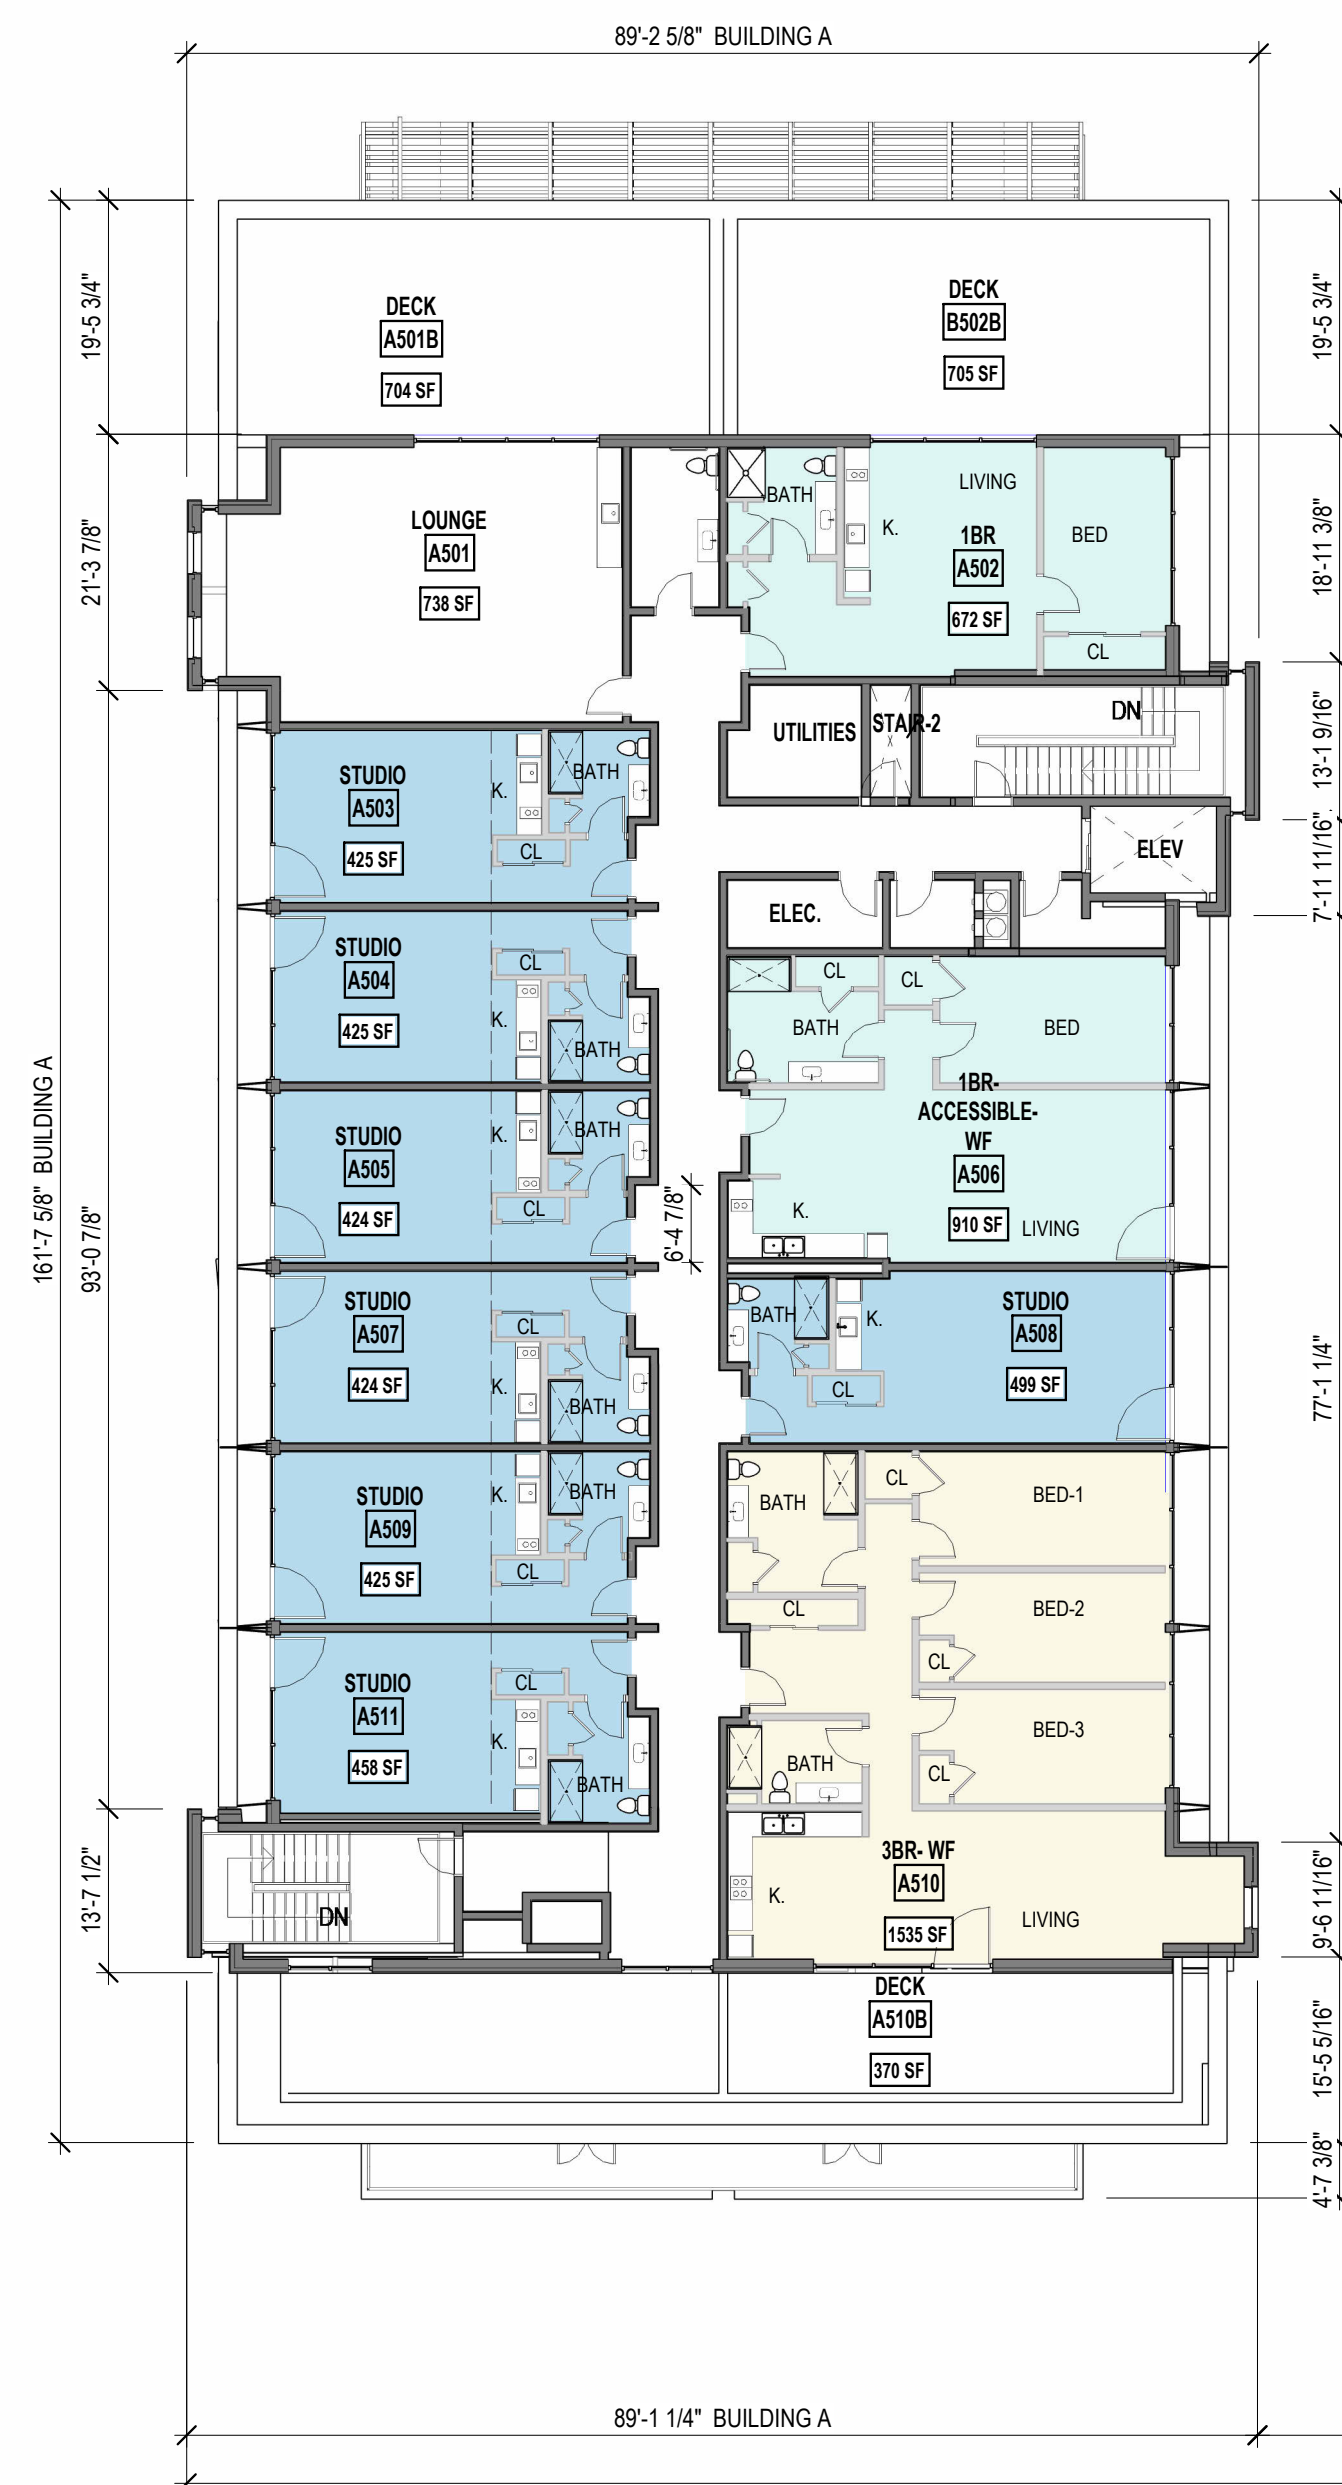 89'-2 5/8" BUILDING A
19'-5 3/4"
21'-3 7/8"
161'-7 5/8" BUILDING A
93'-0 7/8"
13'-7 1/2"
DECK
A501B
704 SF
DECK
B502B
705 SF
19'-5 3/4"
LOUNGE
A501
738 SF
BATH
K.
LIVING
1BR
A502
672 SF
BED
CL
18'-11 3/8"
UTILITIES
STAIR-2
DN
13'-1 9/16"
ELEV
7'-11 11/16"
ELEC.
STUDIO
A503
425 SF
K.
BATH
CL
STUDIO
A504
425 SF
CL
K.
BATH
CL
CL
BATH
BED
1BR-
ACCESSIBLE-
WF
A506
910 SF
K.
LIVING
STUDIO
A505
424 SF
K.
BATH
CL
6'-4 7/8"
STUDIO
A507
424 SF
CL
K.
BATH
BATH
K.
CL
STUDIO
A508
499 SF
77'-1 1/4"
STUDIO
A509
425 SF
K.
BATH
CL
BATH
CL
BED-1
CL
BED-2
CL
BED-3
CL
BATH
STUDIO
A511
458 SF
CL
K.
BATH
3BR- WF
A510
1535 SF
K.
LIVING
9'-6 11/16"
DN
DECK
A510B
370 SF
15'-5 5/16"
4'-7 3/8"
89'-1 1/4" BUILDING A